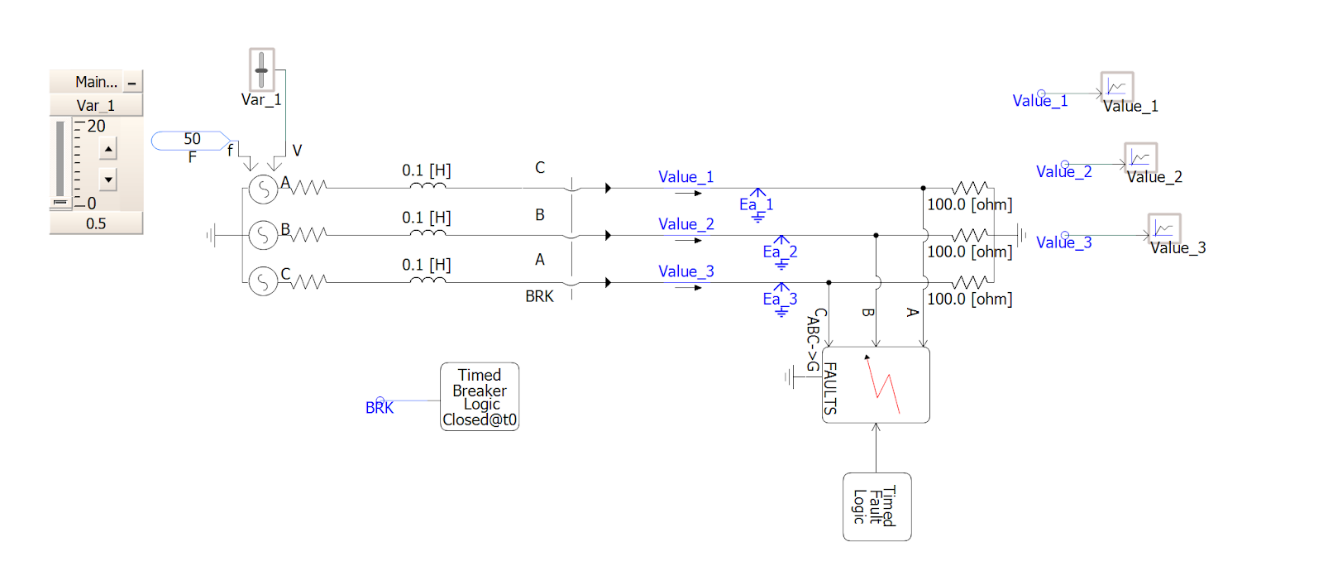 Main...
Var_1
20
0
0.5
Var_1
50
F
f
V
A
B
C
0.1 [H]
0.1 [H]
0.1 [H]
C
B
A
BRK
Value_1
Value_2
Value_3
Ea_1
Ea_2
Ea_3
100.0 [ohm]
100.0 [ohm]
100.0 [ohm]
Value_1
Value_1
Value_2
Value_2
Value_3
Value_3
C
B
A
ABC->G
FAULTS
BRK
Timed
Breaker
Logic
Closed@t0
Timed
Fault
Logic